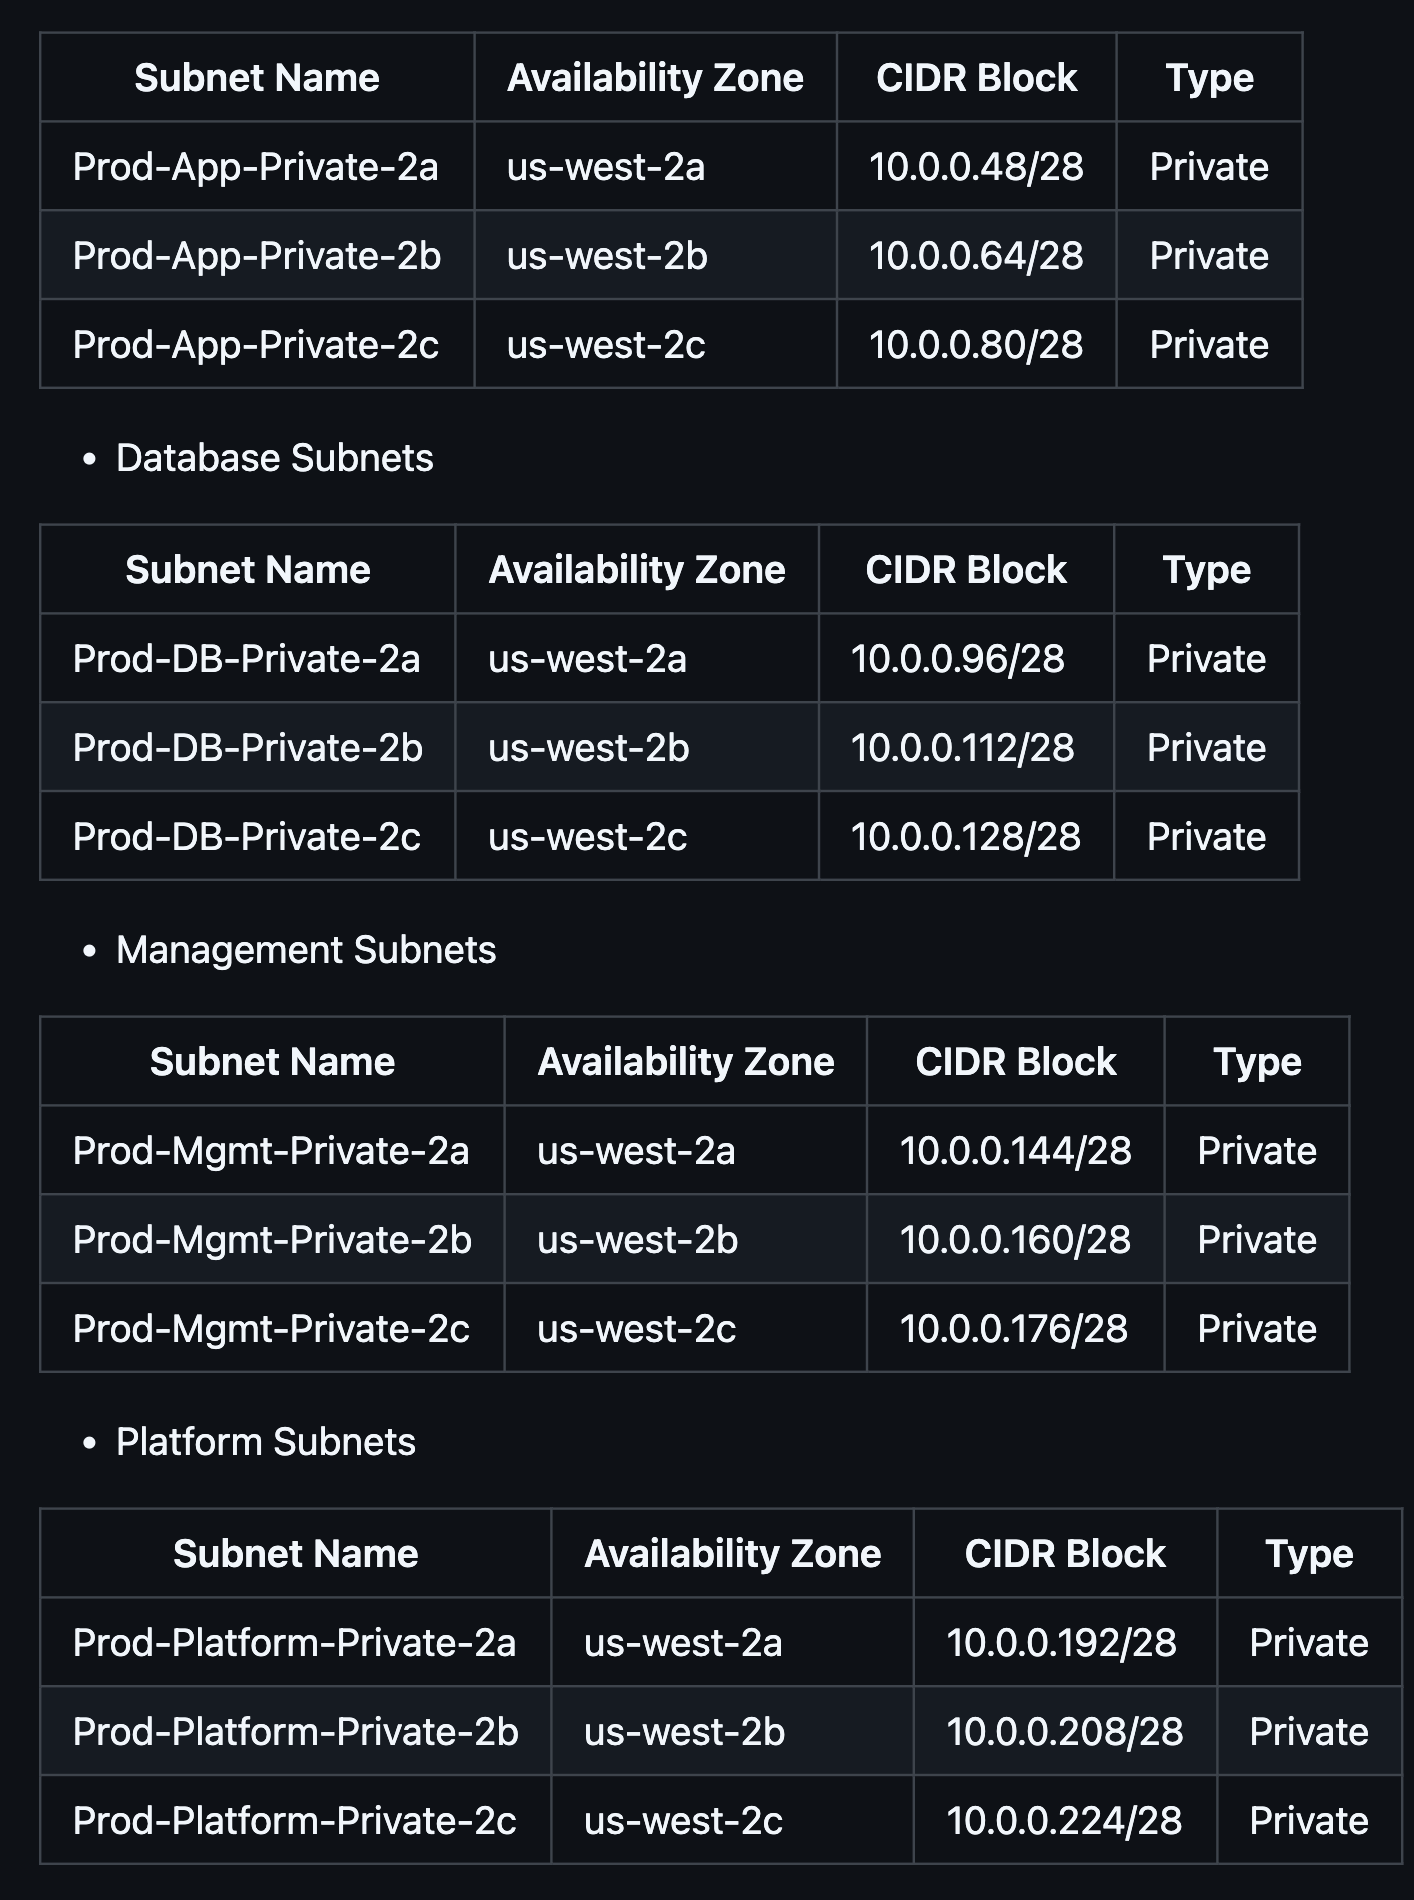 Subnet Name Availability Zone CIDR Block Type
Prod-App-Private-2a us-west-2a 10.0.0.48/28 Private
Prod-App-Private-2b us-west-2b 10.0.0.64/28 Private
Prod-App-Private-2c us-west-2c 10.0.0.80/28 Private
• Database Subnets
Subnet Name Availability Zone CIDR Block Type
Prod-DB-Private-2a us-west-2a 10.0.0.96/28 Private
Prod-DB-Private-2b us-west-2b 10.0.0.112/28 Private
Prod-DB-Private-2c us-west-2c 10.0.0.128/28 Private
• Management Subnets
Subnet Name Availability Zone CIDR Block Type
Prod-Mgmt-Private-2a us-west-2a 10.0.0.144/28 Private
Prod-Mgmt-Private-2b us-west-2b 10.0.0.160/28 Private
Prod-Mgmt-Private-2c us-west-2c 10.0.0.176/28 Private
• Platform Subnets
Subnet Name Availability Zone CIDR Block Type
Prod-Platform-Private-2a us-west-2a 10.0.0.192/28 Private
Prod-Platform-Private-2b us-west-2b 10.0.0.208/28 Private
Prod-Platform-Private-2c us-west-2c 10.0.0.224/28 Private